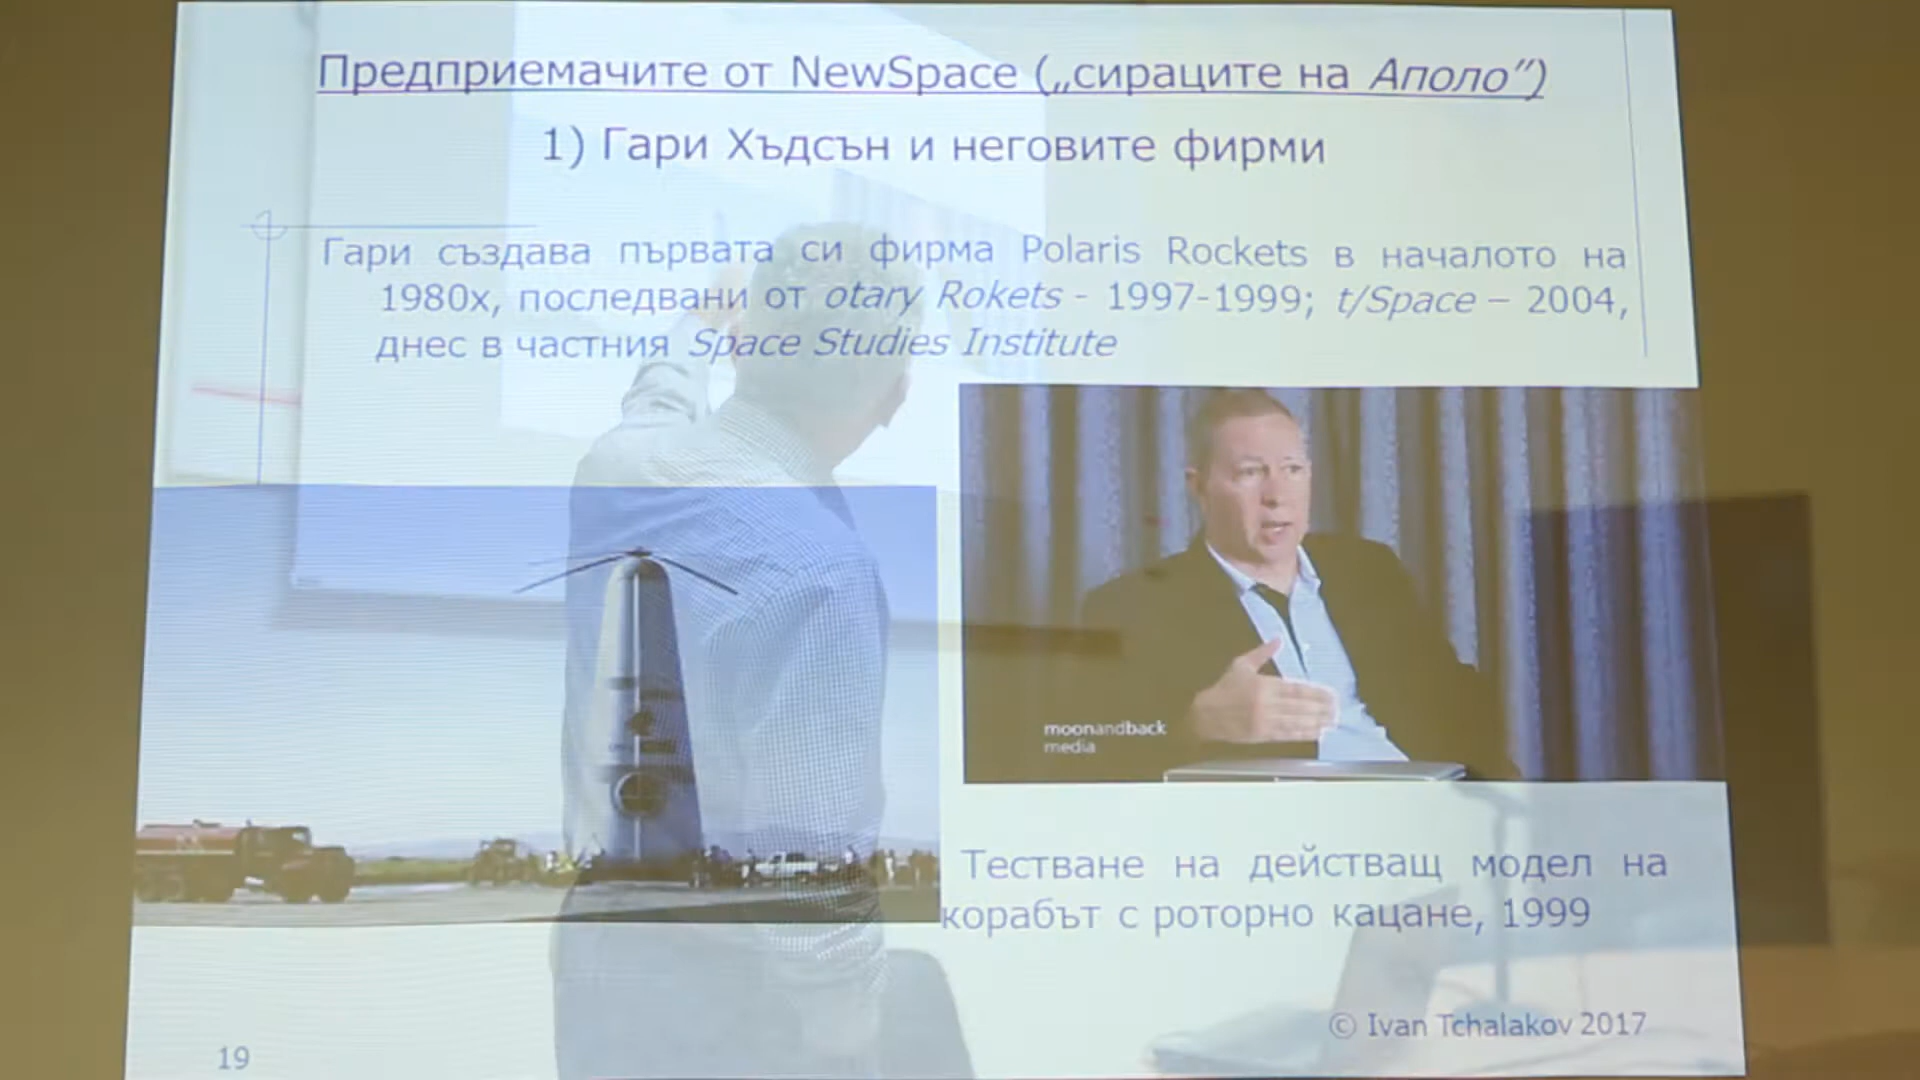 Предприемачите от NewSpace („сираците на Аполо”)
1) Гари Хъдсън и неговите фирми
Гари създава първата си фирма Polaris Rockets в началото на
1980х, последвани от otary Rokets - 1997-1999; t/Space – 2004,
днес в частния Space Studies Institute
moonandback
media
Тестване на действащ модел на
корабът с роторно кацане, 1999
© Ivan Tchalakov 2017
19